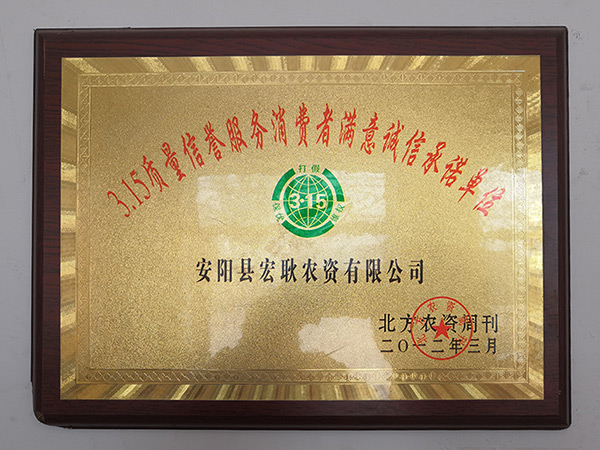 3.15质量信誉服务消费者满意诚信承诺单位
打假
3·15
维权
安阳县宏耿农资有限公司
北方农资周刊
二〇一二年三月